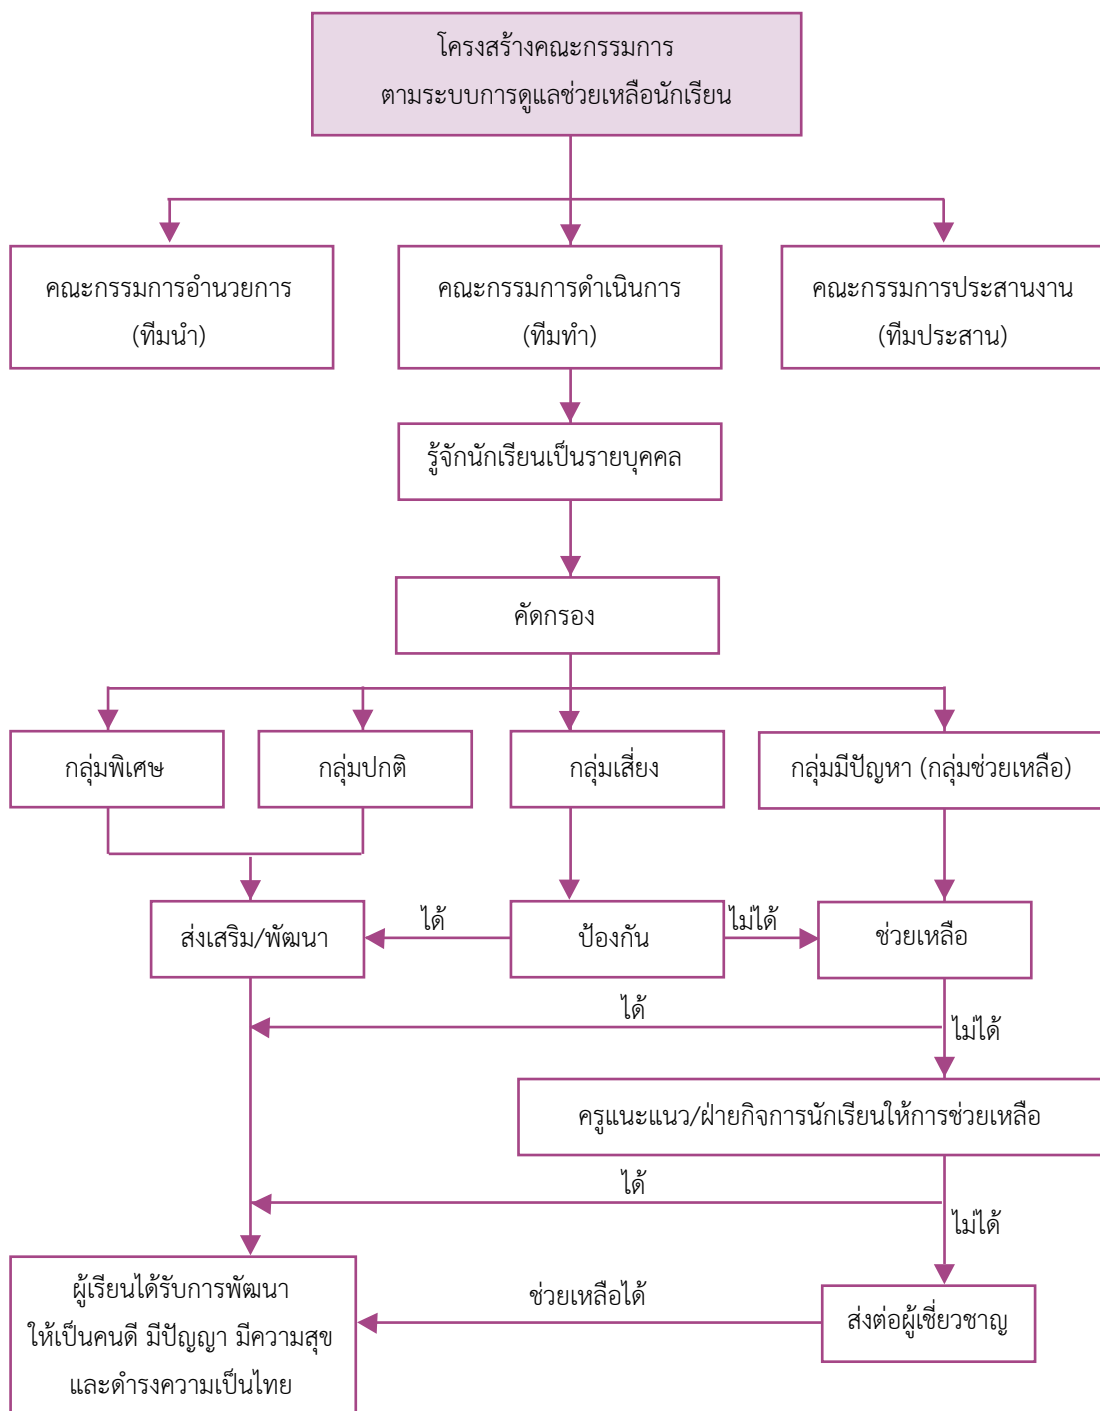 โครงสร้างคณะกรรมการ
ตามระบบการดูแลช่วยเหลือนักเรียน
คณะกรรมการอำนวยการ
(ทีมนำ)
คณะกรรมการดำเนินการ
(ทีมทำ)
คณะกรรมการประสานงาน
(ทีมประสาน)
รู้จักนักเรียนเป็นรายบุคคล
คัดกรอง
กลุ่มพิเศษ
กลุ่มปกติ
กลุ่มเสี่ยง
กลุ่มมีปัญหา (กลุ่มช่วยเหลือ)
ส่งเสริม/พัฒนา
ได้
ป้องกัน
ไม่ได้
ช่วยเหลือ
ได้
ไม่ได้
ครูแนะแนว/ฝ่ายกิจการนักเรียนให้การช่วยเหลือ
ได้
ไม่ได้
ผู้เรียนได้รับการพัฒนา
ให้เป็นคนดี มีปัญญา มีความสุข
และดำรงความเป็นไทย
ช่วยเหลือได้
ส่งต่อผู้เชี่ยวชาญ